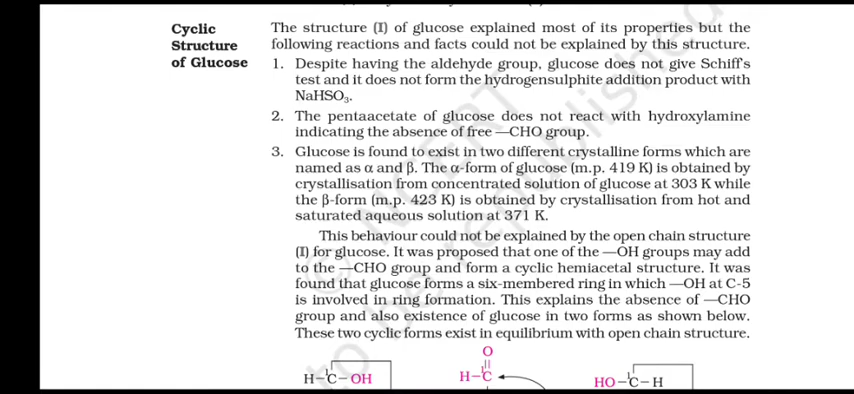 Cyclic
Structure
of Glucose
The structure (I) of glucose explained most of its properties but the
following reactions and facts could not be explained by this structure.
1. Despite having the aldehyde group, glucose does not give Schiff's
test and it does not form the hydrogensulphite addition product with
NaHSO₃.
2. The pentaacetate of glucose does not react with hydroxylamine
indicating the absence of free —CHO group.
3. Glucose is found to exist in two different crystalline forms which are
named as α and β. The α-form of glucose (m.p. 419 K) is obtained by
crystallisation from concentrated solution of glucose at 303 K while
the β-form (m.p. 423 K) is obtained by crystallisation from hot and
saturated aqueous solution at 371 K.
This behaviour could not be explained by the open chain structure
(I) for glucose. It was proposed that one of the —OH groups may add
to the —CHO group and form a cyclic hemiacetal structure. It was
found that glucose forms a six-membered ring in which —OH at C-5
is involved in ring formation. This explains the absence of —CHO
group and also existence of glucose in two forms as shown below.
These two cyclic forms exist in equilibrium with open chain structure.
O
H–¹C–OH
H–¹C
HO–¹C–H
© NCERT
to be republished